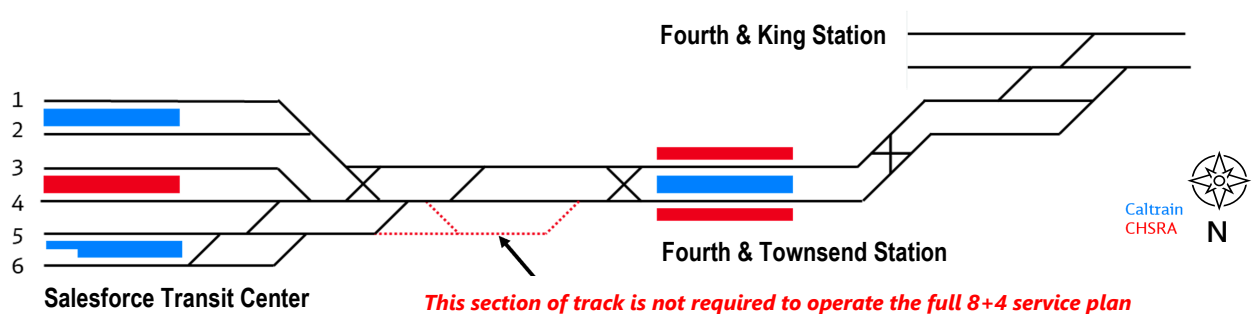 Fourth & King Station
1
2
3
4
5
6
Caltrain
CHSRA
N
Fourth & Townsend Station
Salesforce Transit Center
This section of track is not required to operate the full 8+4 service plan